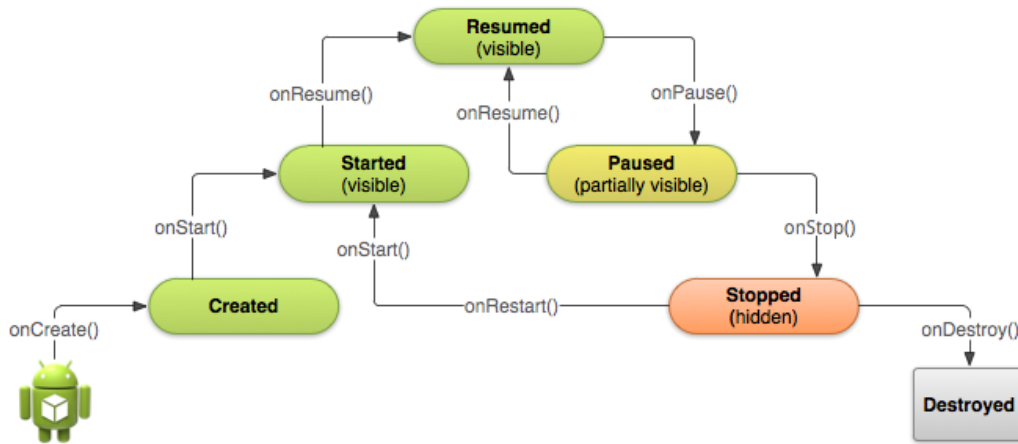 Resumed
(visible)
onResume()
onResume()
onPause()
Started
(visible)
Paused
(partially visible)
onStart()
onStart()
onStop()
Created
onRestart()
Stopped
(hidden)
onCreate()
onDestroy()
Destroyed